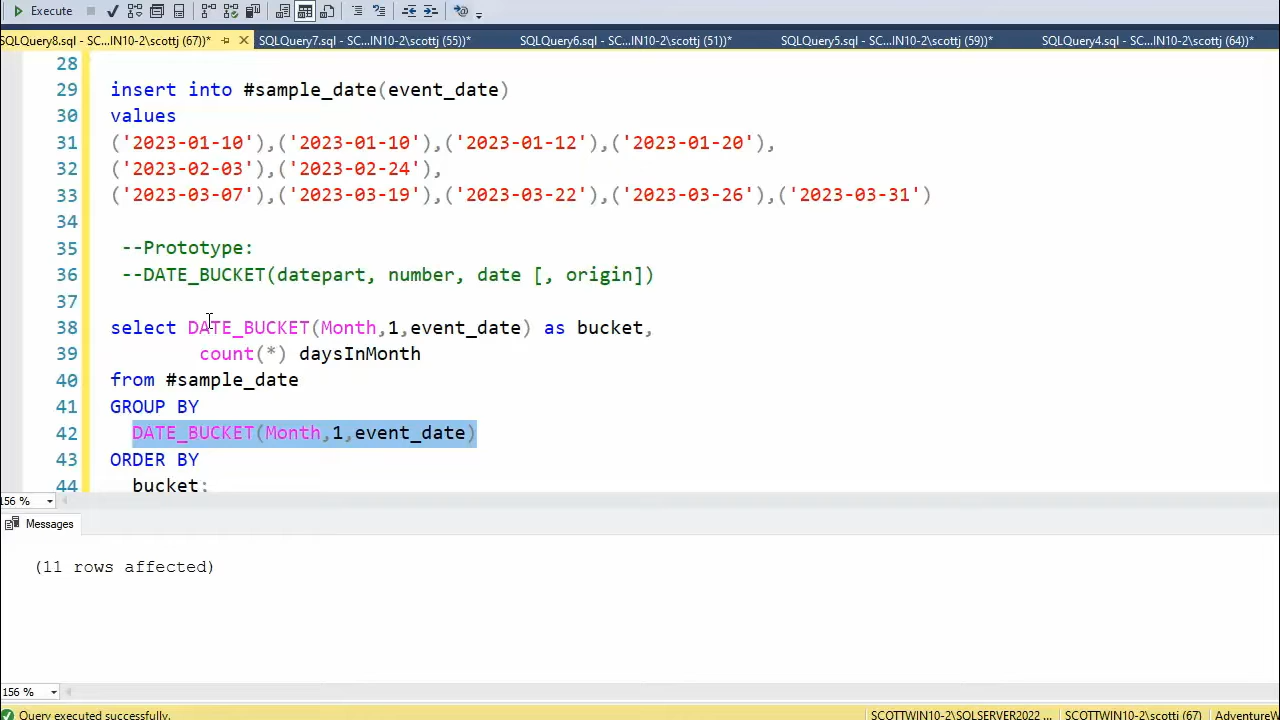 Execute
SQLQuery8.sql - SC...IN10-2\scottj (67))* SQLQuery7.sql - SC...IN10-2\scottj (55))* SQLQuery6.sql - SC...IN10-2\scottj (51))* SQLQuery5.sql - SC...IN10-2\scottj (59))* SQLQuery4.sql - SC...IN10-2\scottj (64))*
28
29 insert into #sample_date(event_date)
30 values
31 ('2023-01-10'),('2023-01-10'),('2023-01-12'),('2023-01-20'),
32 ('2023-02-03'),('2023-02-24'),
33 ('2023-03-07'),('2023-03-19'),('2023-03-22'),('2023-03-26'),('2023-03-31')
34
35 --Prototype:
36 --DATE_BUCKET(datepart, number, date [, origin])
37
38 select DATE_BUCKET(Month,1,event_date) as bucket,
39 count(*) daysInMonth
40 from #sample_date
41 GROUP BY
42 DATE_BUCKET(Month,1,event_date)
43 ORDER BY
44 bucket;
156 %
Messages
(11 rows affected)
156 %
Query executed successfully. SCOTTWIN10-2\SQLSERVER2022 ... SCOTTWIN10-2\scottj (67) AdventureW